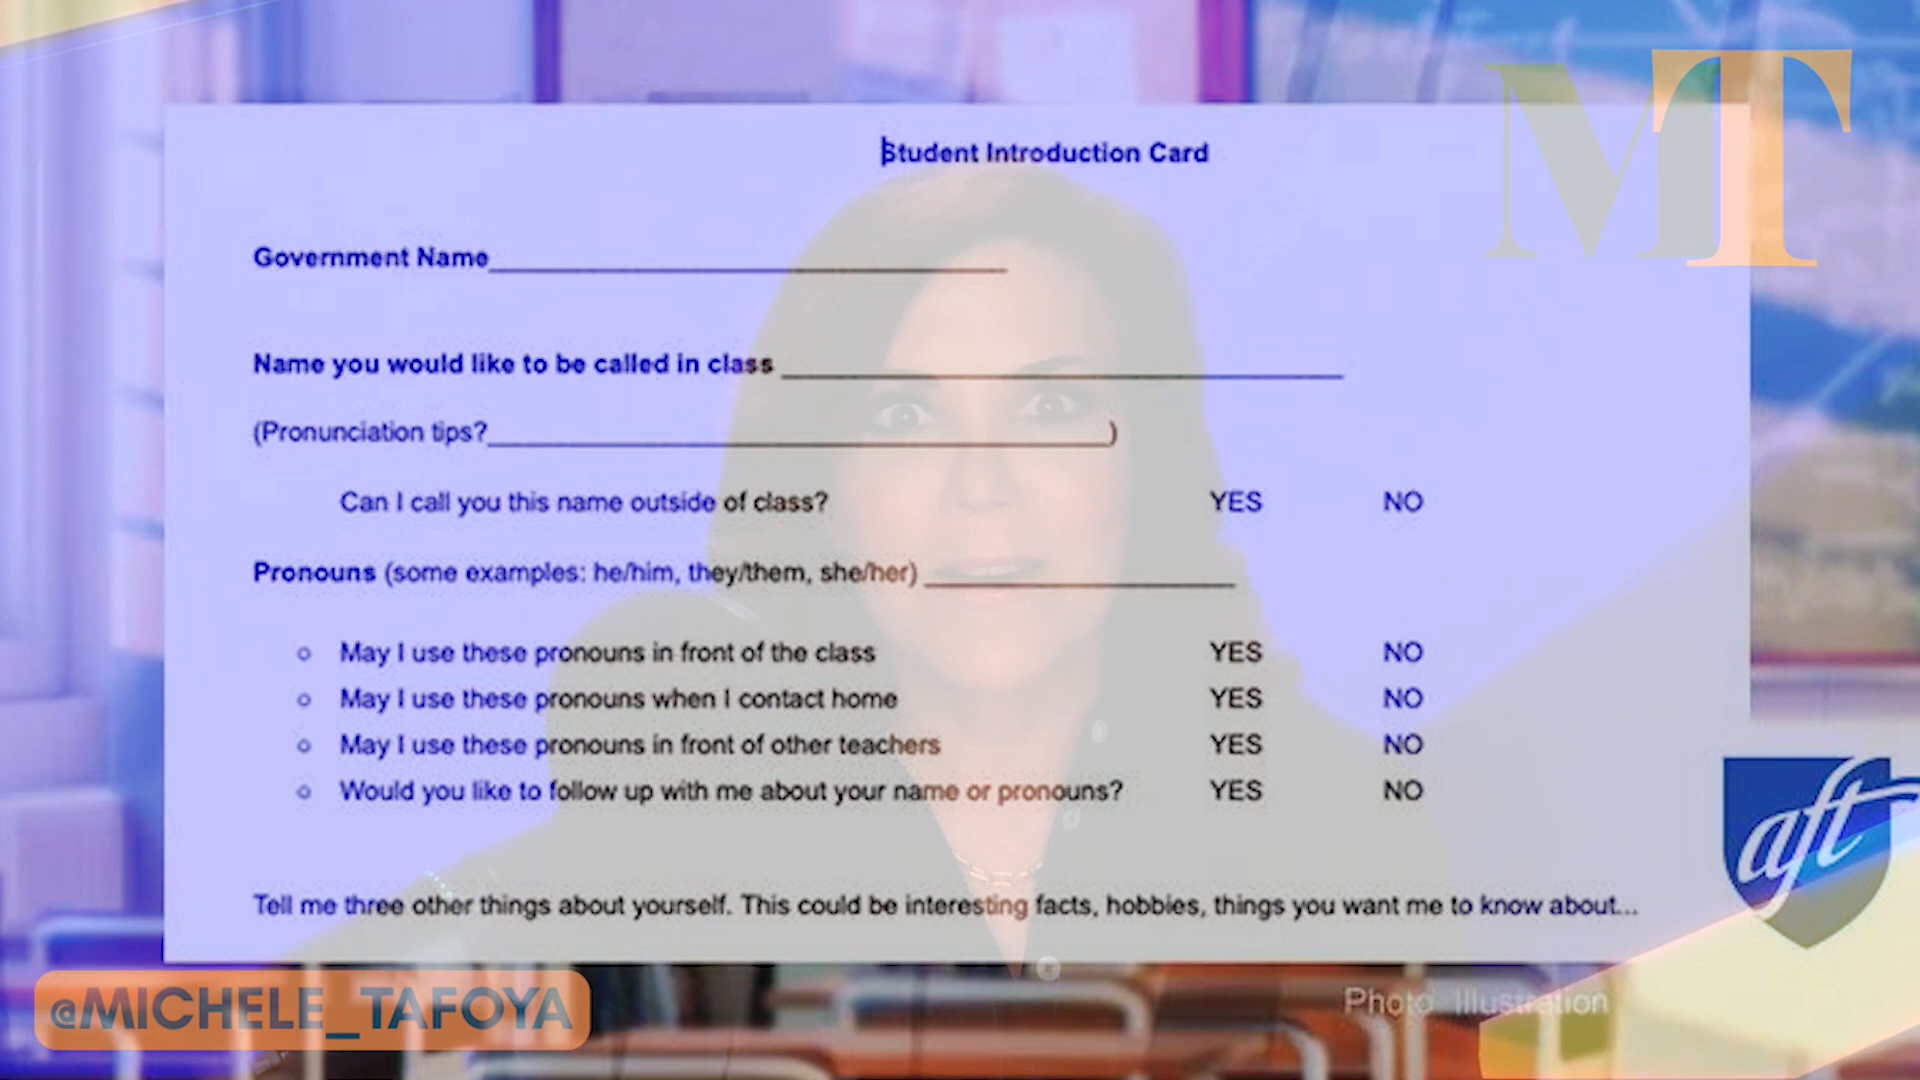 MT
Student Introduction Card
Government Name
Name you would like to be called in class
(Pronunciation tips? )
Can I call you this name outside of class? YES NO
Pronouns (some examples: he/him, they/them, she/her)
May I use these pronouns in front of the class YES NO
May I use these pronouns when I contact home YES NO
May I use these pronouns in front of other teachers YES NO
Would you like to follow up with me about your name or pronouns? YES NO
aft
Tell me three other things about yourself. This could be interesting facts, hobbies, things you want me to know about...
@MICHELE_TAFOYA
Photo Illustration